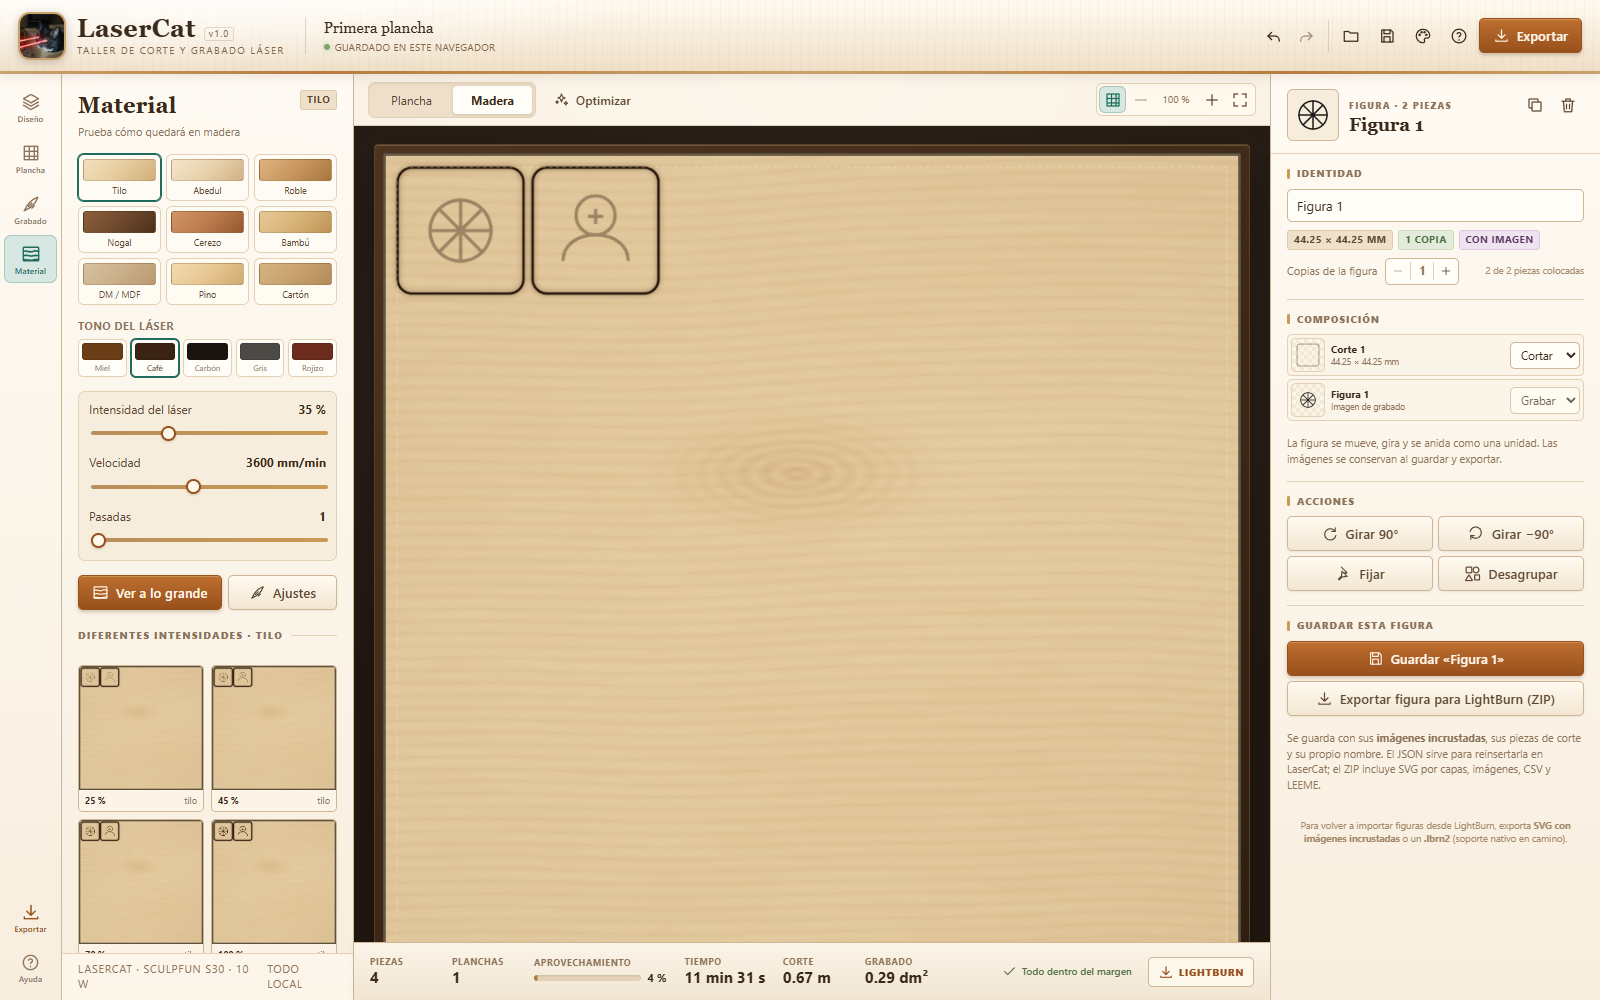 LaserCat v1.0
TALLER DE CORTE Y GRABADO LÁSER
Primera plancha
GUARDADO EN ESTE NAVEGADOR
Exportar
Diseño
Plancha
Grabado
Material
Exportar
Ayuda
Material
TILO
Prueba cómo quedará en madera
Tilo
Abedul
Roble
Nogal
Cerezo
Bambú
DM / MDF
Pino
Cartón
TONO DEL LÁSER
Miel
Café
Carbón
Gris
Rojizo
Intensidad del láser 35 %
Velocidad 3600 mm/min
Pasadas 1
Ver a lo grande
Ajustes
DIFERENTES INTENSIDADES · TILO
25 % tilo
45 % tilo
LASERCAT · SCULPFUN S30 · 10 W
TODO LOCAL
Plancha
Madera
Optimizar
100 %
PIEZAS
4
PLANCHAS
1
APROVECHAMIENTO
4 %
TIEMPO
11 min 31 s
CORTE
0.67 m
GRABADO
0.29 dm²
Todo dentro del margen
LIGHTBURN
FIGURA · 2 PIEZAS
Figura 1
IDENTIDAD
Figura 1
44.25 × 44.25 MM
1 COPIA
CON IMAGEN
Copias de la figura
1
2 de 2 piezas colocadas
COMPOSICIÓN
Corte 1
44.25 × 44.25 mm
Cortar
Figura 1
Imagen de grabado
Grabar
La figura se mueve, gira y se anida como una unidad. Las
imágenes se conservan al guardar y exportar.
ACCIONES
Girar 90°
Girar −90°
Fijar
Desagrupar
GUARDAR ESTA FIGURA
Guardar «Figura 1»
Exportar figura para LightBurn (ZIP)
Se guarda con sus imágenes incrustadas, sus piezas de corte
y su propio nombre. El JSON sirve para reinsertarla en
LaserCat; el ZIP incluye SVG por capas, imágenes, CSV y
LEEME.
Para volver a importar figuras desde LightBurn, exporta SVG con
imágenes incrustadas o un .lbrn2 (soporte nativo en camino).